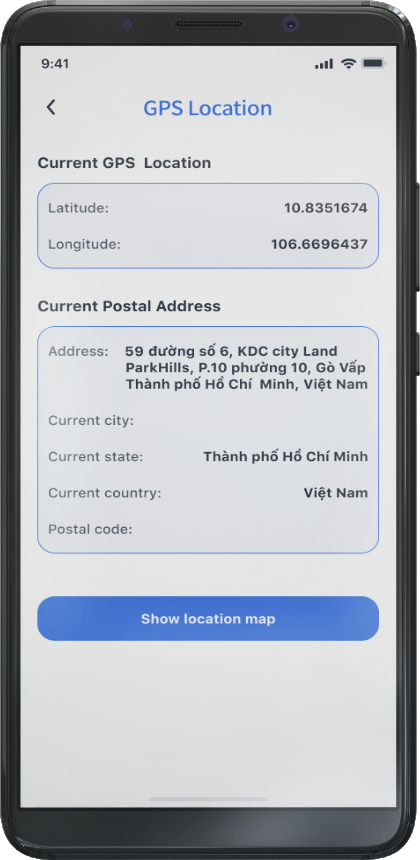 9:41
GPS Location
Current GPS Location
Latitude: 10.8351674
Longitude: 106.6696437
Current Postal Address
Address: 59 đường số 6, KDC city Land
ParkHills, P.10 phường 10, Gò Vấp
Thành phố Hồ Chí Minh, Việt Nam
Current city:
Current state: Thành phố Hồ Chí Minh
Current country: Việt Nam
Postal code:
Show location map